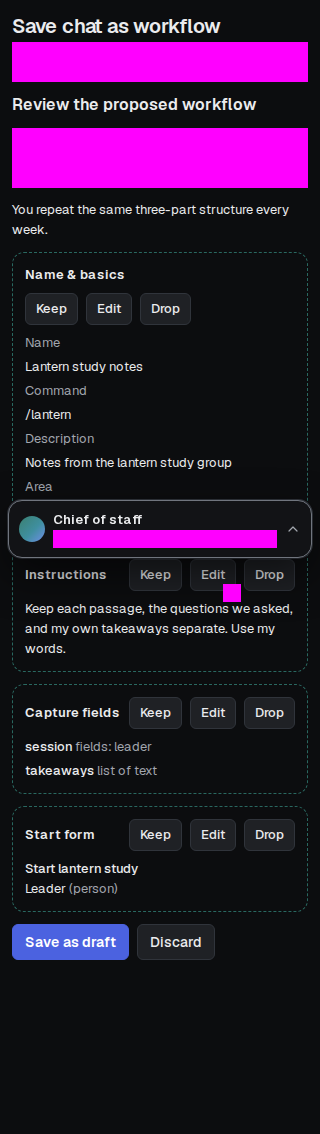 Save chat as workflow
Review the proposed workflow
You repeat the same three-part structure every
week.
Name & basics
Keep Edit Drop
Name
Lantern study notes
Command
/lantern
Description
Notes from the lantern study group
Area
Chief of staff
Instructions Keep Edit Drop
Keep each passage, the questions we asked,
and my own takeaways separate. Use my
words.
Capture fields Keep Edit Drop
session fields: leader
takeaways list of text
Start form Keep Edit Drop
Start lantern study
Leader (person)
Save as draft Discard